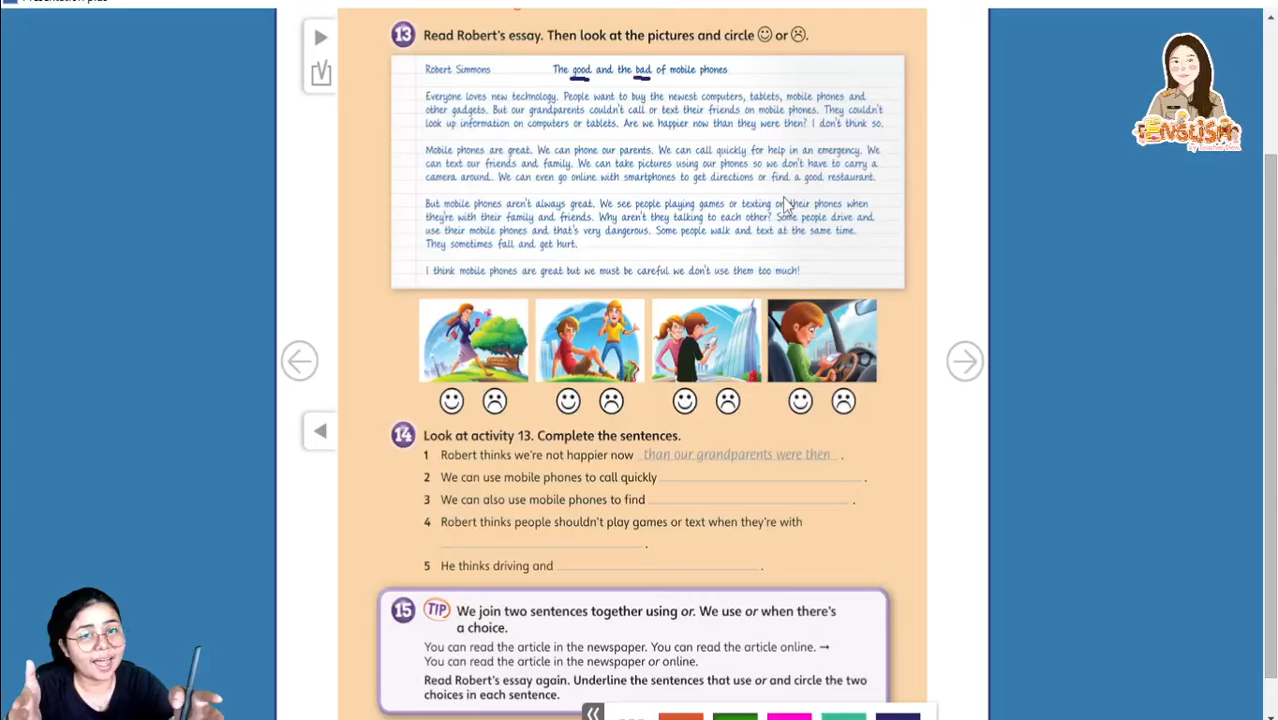 13 Read Robert's essay. Then look at the pictures and circle or .
Robert Simmons The good and the bad of mobile phones
Everyone loves new technology. People want to buy the newest computers, tablets, mobile phones and
other gadgets. But our grandparents couldn't call or text their friends on mobile phones. They couldn't
look up information on computers or tablets. Are we happier now than they were then? I don't think so.
Mobile phones are great. We can phone our parents. We can call quickly for help in an emergency. We
can text our friends and family. We can take pictures using our phones so we don't have to carry a
camera around. We can even go online with smartphones to get directions or find a good restaurant.
But mobile phones aren't always great. We see people playing games or texting on their phones when
they're with their family and friends. Why aren't they talking to each other? Some people drive and
use their mobile phones and that's very dangerous. Some people walk and text at the same time.
They sometimes fall and get hurt.
I think mobile phones are great but we must be careful we don't use them too much!
14 Look at activity 13. Complete the sentences.
1 Robert thinks we're not happier now than our grandparents were then .
2 We can use mobile phones to call quickly .
3 We can also use mobile phones to find .
4 Robert thinks people shouldn't play games or text when they're with
.
5 He thinks driving and .
15 TIP We join two sentences together using or. We use or when there's
a choice.
You can read the article in the newspaper. You can read the article online. →
You can read the article in the newspaper or online.
Read Robert's essay again. Underline the sentences that use or and circle the two
choices in each sentence.
ENGLISH